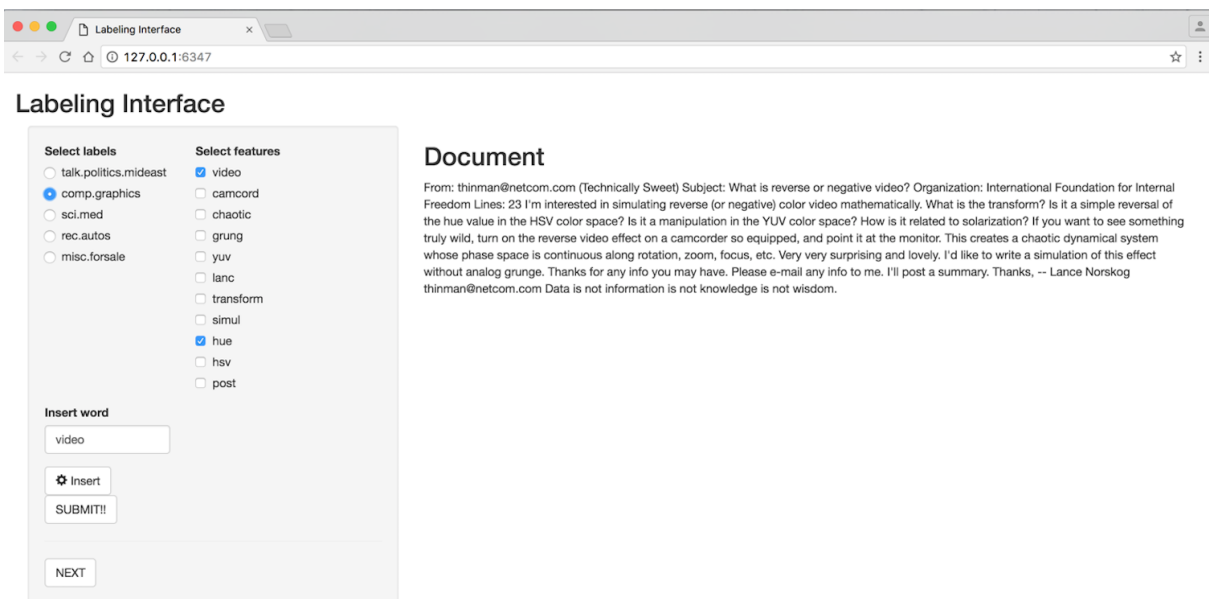 Labeling Interface
127.0.0.1:6347
Labeling Interface
Select labels
talk.politics.mideast
comp.graphics
sci.med
rec.autos
misc.forsale
Select features
video
camcord
chaotic
grung
yuv
lanc
transform
simul
hue
hsv
post
Insert word
video
Insert
SUBMIT!!
NEXT
Document
From: thinman@netcom.com (Technically Sweet) Subject: What is reverse or negative video? Organization: International Foundation for Internal
Freedom Lines: 23 I'm interested in simulating reverse (or negative) color video mathematically. What is the transform? Is it a simple reversal of
the hue value in the HSV color space? Is it a manipulation in the YUV color space? How is it related to solarization? If you want to see something
truly wild, turn on the reverse video effect on a camcorder so equipped, and point it at the monitor. This creates a chaotic dynamical system
whose phase space is continuous along rotation, zoom, focus, etc. Very very surprising and lovely. I'd like to write a simulation of this effect
without analog grunge. Thanks for any info you may have. Please e-mail any info to me. I'll post a summary. Thanks, -- Lance Norskog
thinman@netcom.com Data is not information is not knowledge is not wisdom.